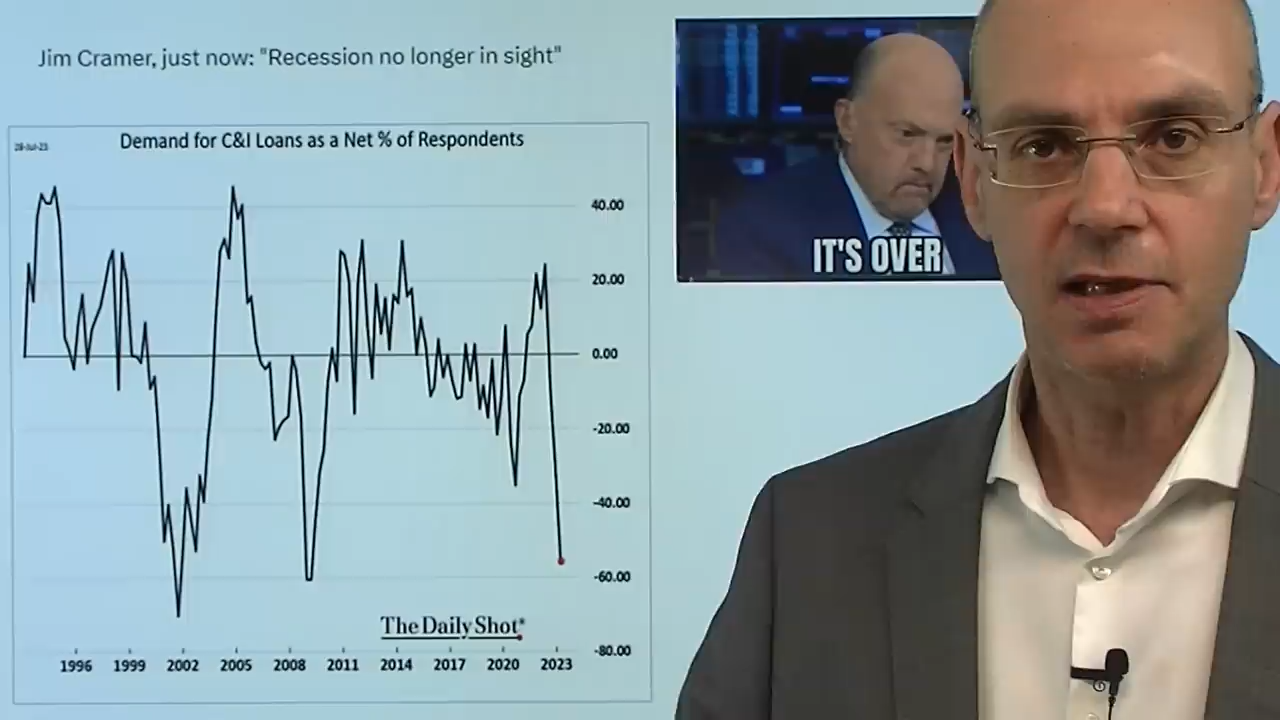 Jim Cramer, just now: "Recession no longer in sight"
Demand for C&I Loans as a Net % of Respondents
40.00
20.00
0.00
-20.00
-40.00
-60.00
-80.00
The Daily Shot
1996 1999 2002 2005 2008 2011 2014 2017 2020 2023
IT'S OVER